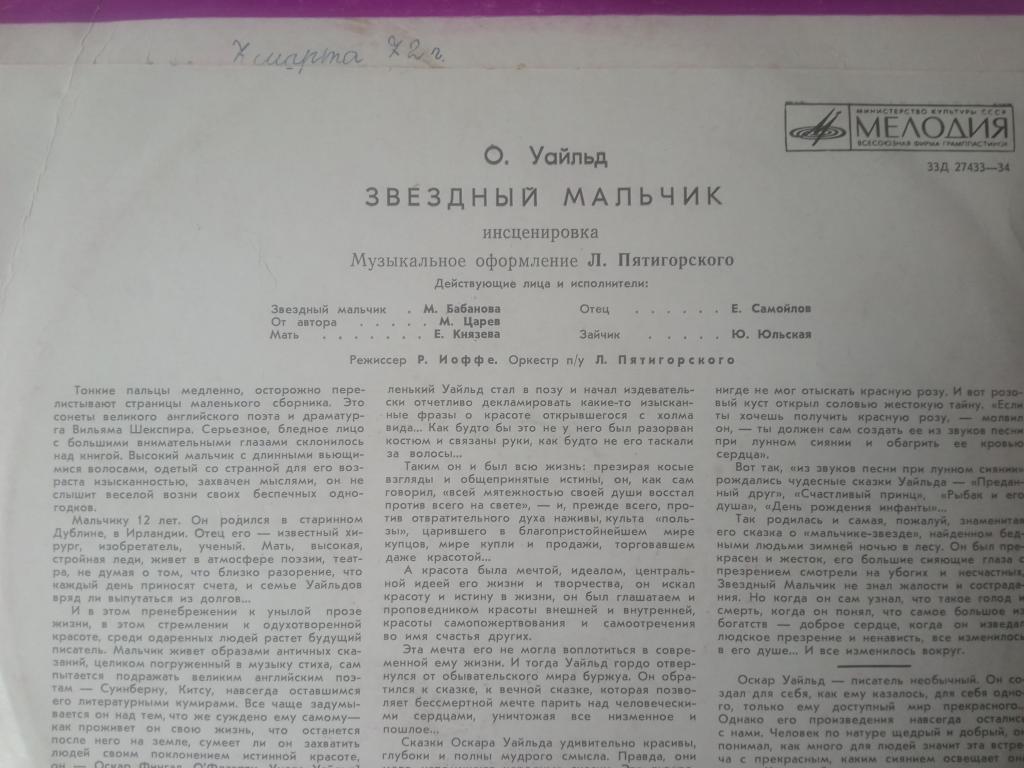 7 марта 72 г.
МИНИСТЕРСТВО КУЛЬТУРЫ СССР
МЕЛОДИЯ
ВСЕСОЮЗНАЯ ФИРМА ГРАМПЛАСТИНОК
33Д 27433—34
О. Уайльд
ЗВЕЗДНЫЙ МАЛЬЧИК
инсценировка
Музыкальное оформление Л. Пятигорского
Действующие лица и исполнители:
Звездный мальчик . М. Бабанова
От автора . . . . . М. Царев
Мать . . . . . . . Е. Князева
Отец . . . . . . Е. Самойлов
Зайчик . . . . . Ю. Юльская
Режиссер Р. Иоффе. Оркестр п/у Л. Пятигорского
Тонкие пальцы медленно, осторожно пере-
листывают страницы маленького сборника. Это
сонеты великого английского поэта и драматур-
га Вильяма Шекспира. Серьезное, бледное лицо
с большими внимательными глазами склонилось
над книгой. Высокий мальчик с длинными вьющи-
мися волосами, одетый со странной для его воз-
раста изысканностью, захвачен мыслями, он не
слышит веселой возни своих беспечных одно-
годков.
Мальчику 12 лет. Он родился в старинном
Дублине, в Ирландии. Отец его — известный хи-
рург, изобретатель, ученый. Мать, высокая,
стройная леди, живет в атмосфере поэзии, теат-
ра, не думая о том, что близко разорение, что
каждый день приносят счета, и семье Уайльдов
вряд ли выпутаться из долгов...
И в этом пренебрежении к унылой прозе
жизни, в этом стремлении к одухотворенной
красоте, среди одаренных людей растет будущий
писатель. Мальчик живет образами античных ска-
заний, целиком погруженный в музыку стиха, сам
пытается подражать великим английским поэ-
там — Суинберну, Китсу, навсегда оставшимся
его литературными кумирами. Все чаще задумы-
вается он над тем, что же суждено ему самому—
как проживет он свою жизнь, что останется
после него на земле, сумеет ли он захватить
людей своим поклонением истинной красоте,
он — Оскар Фингал
ленький Уайльд стал в позу и начал издеватель-
ски отчетливо декламировать какие-то изыскан-
ные фразы о красоте открывшегося с холма
вида... Как будто бы это не у него был разорван
костюм и связаны руки, как будто не его таскали
за волосы...
Таким он и был всю жизнь: презирая косые
взгляды и общепринятые истины, он, как сам
говорил, «всей мятежностью своей души восстал
против всего на свете», — и, прежде всего, про-
тив отвратительного духа наживы, культа «поль-
зы», царившего в благопристойнейшем мире
купцов, мире купли и продажи, торговавшем
даже красотой...
А красота была мечтой, идеалом, централь-
ной идеей его жизни и творчества, он искал
красоту и истину в жизни, он был глашатаем и
проповедником красоты внешней и внутренней,
красоты самопожертвования и самоотречения
во имя счастья других.
Эта мечта его не могла воплотиться в совре-
менной ему жизни. И тогда Уайльд гордо отвер-
нулся от обывательского мира буржуа. Он обра-
тился к сказке, к вечной сказке, которая позво-
ляет бессмертной мечте парить над человечески-
ми сердцами, уничтожая все низменное и
пошлое...
Сказки Оскара Уайльда удивительно красивы,
глубоки и полны мудрого смысла. Правда, они
нигде не мог отыскать красную розу. И вот розо-
вый куст открыл соловью жестокую тайну. «Если
ты хочешь получить красную розу, — молвил
он, — ты должен сам создать ее из звуков песни
при лунном сиянии и обагрить ее кровью
сердца».
Вот так, «из звуков песни при лунном сиянии»
рождались чудесные сказки Уайльда — «Предан-
ный друг», «Счастливый принц», «Рыбак и его
душа», «День рождения инфанты»...
Так родилась и самая, пожалуй, знаменитая
его сказка о «мальчике-звезде», найденном бед-
ными людьми зимней ночью в лесу. Он был пре-
красен и жесток, его большие сияющие глаза с
презрением смотрели на убогих и несчастных.
Звездный Мальчик не знал жалости и сострада-
ния. Но когда он сам узнал, что такое голод и
смерть, когда он понял, что самое большое из
богатств — доброе сердце, когда он изведал
людское презрение и ненависть, все изменилось
в его душе... И все изменилось вокруг.
Оскар Уайльд — писатель необычный. Он со-
здал для себя, как ему казалось, для себя одно-
го, только ему доступный мир прекрасного...
Однако его произведения навсегда остались
с нами. Человек по натуре щедрый и добрый, он
понимал, как много для людей значит эта встре-
ча с прекрасным, каким сиянием освещает она